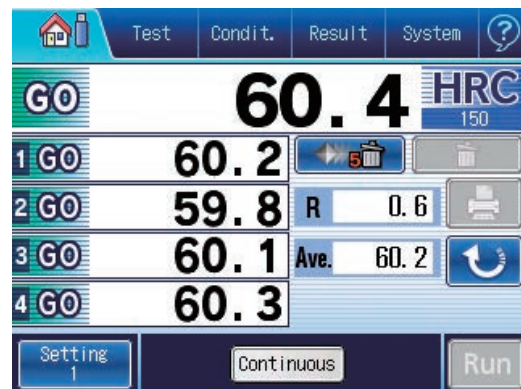 Test Condit. Result System ?
GO 60.4 HRC
150
1 GO 60.2 5
2 GO 59.8 R 0.6
3 GO 60.1 Ave. 60.2
4 GO 60.3
Setting
1
Continuous
Run